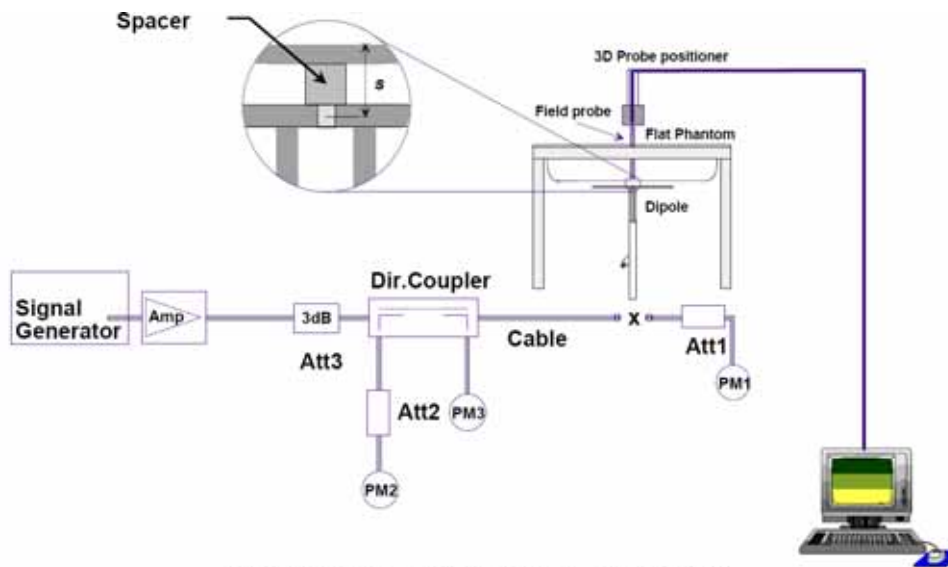 Spacer
s
3D Probe positioner
Field probe
Flat Phantom
Dipole
Signal
Generator
Amp
3dB
Att3
Dir.Coupler
Cable
x
Att1
PM1
Att2
PM3
PM2